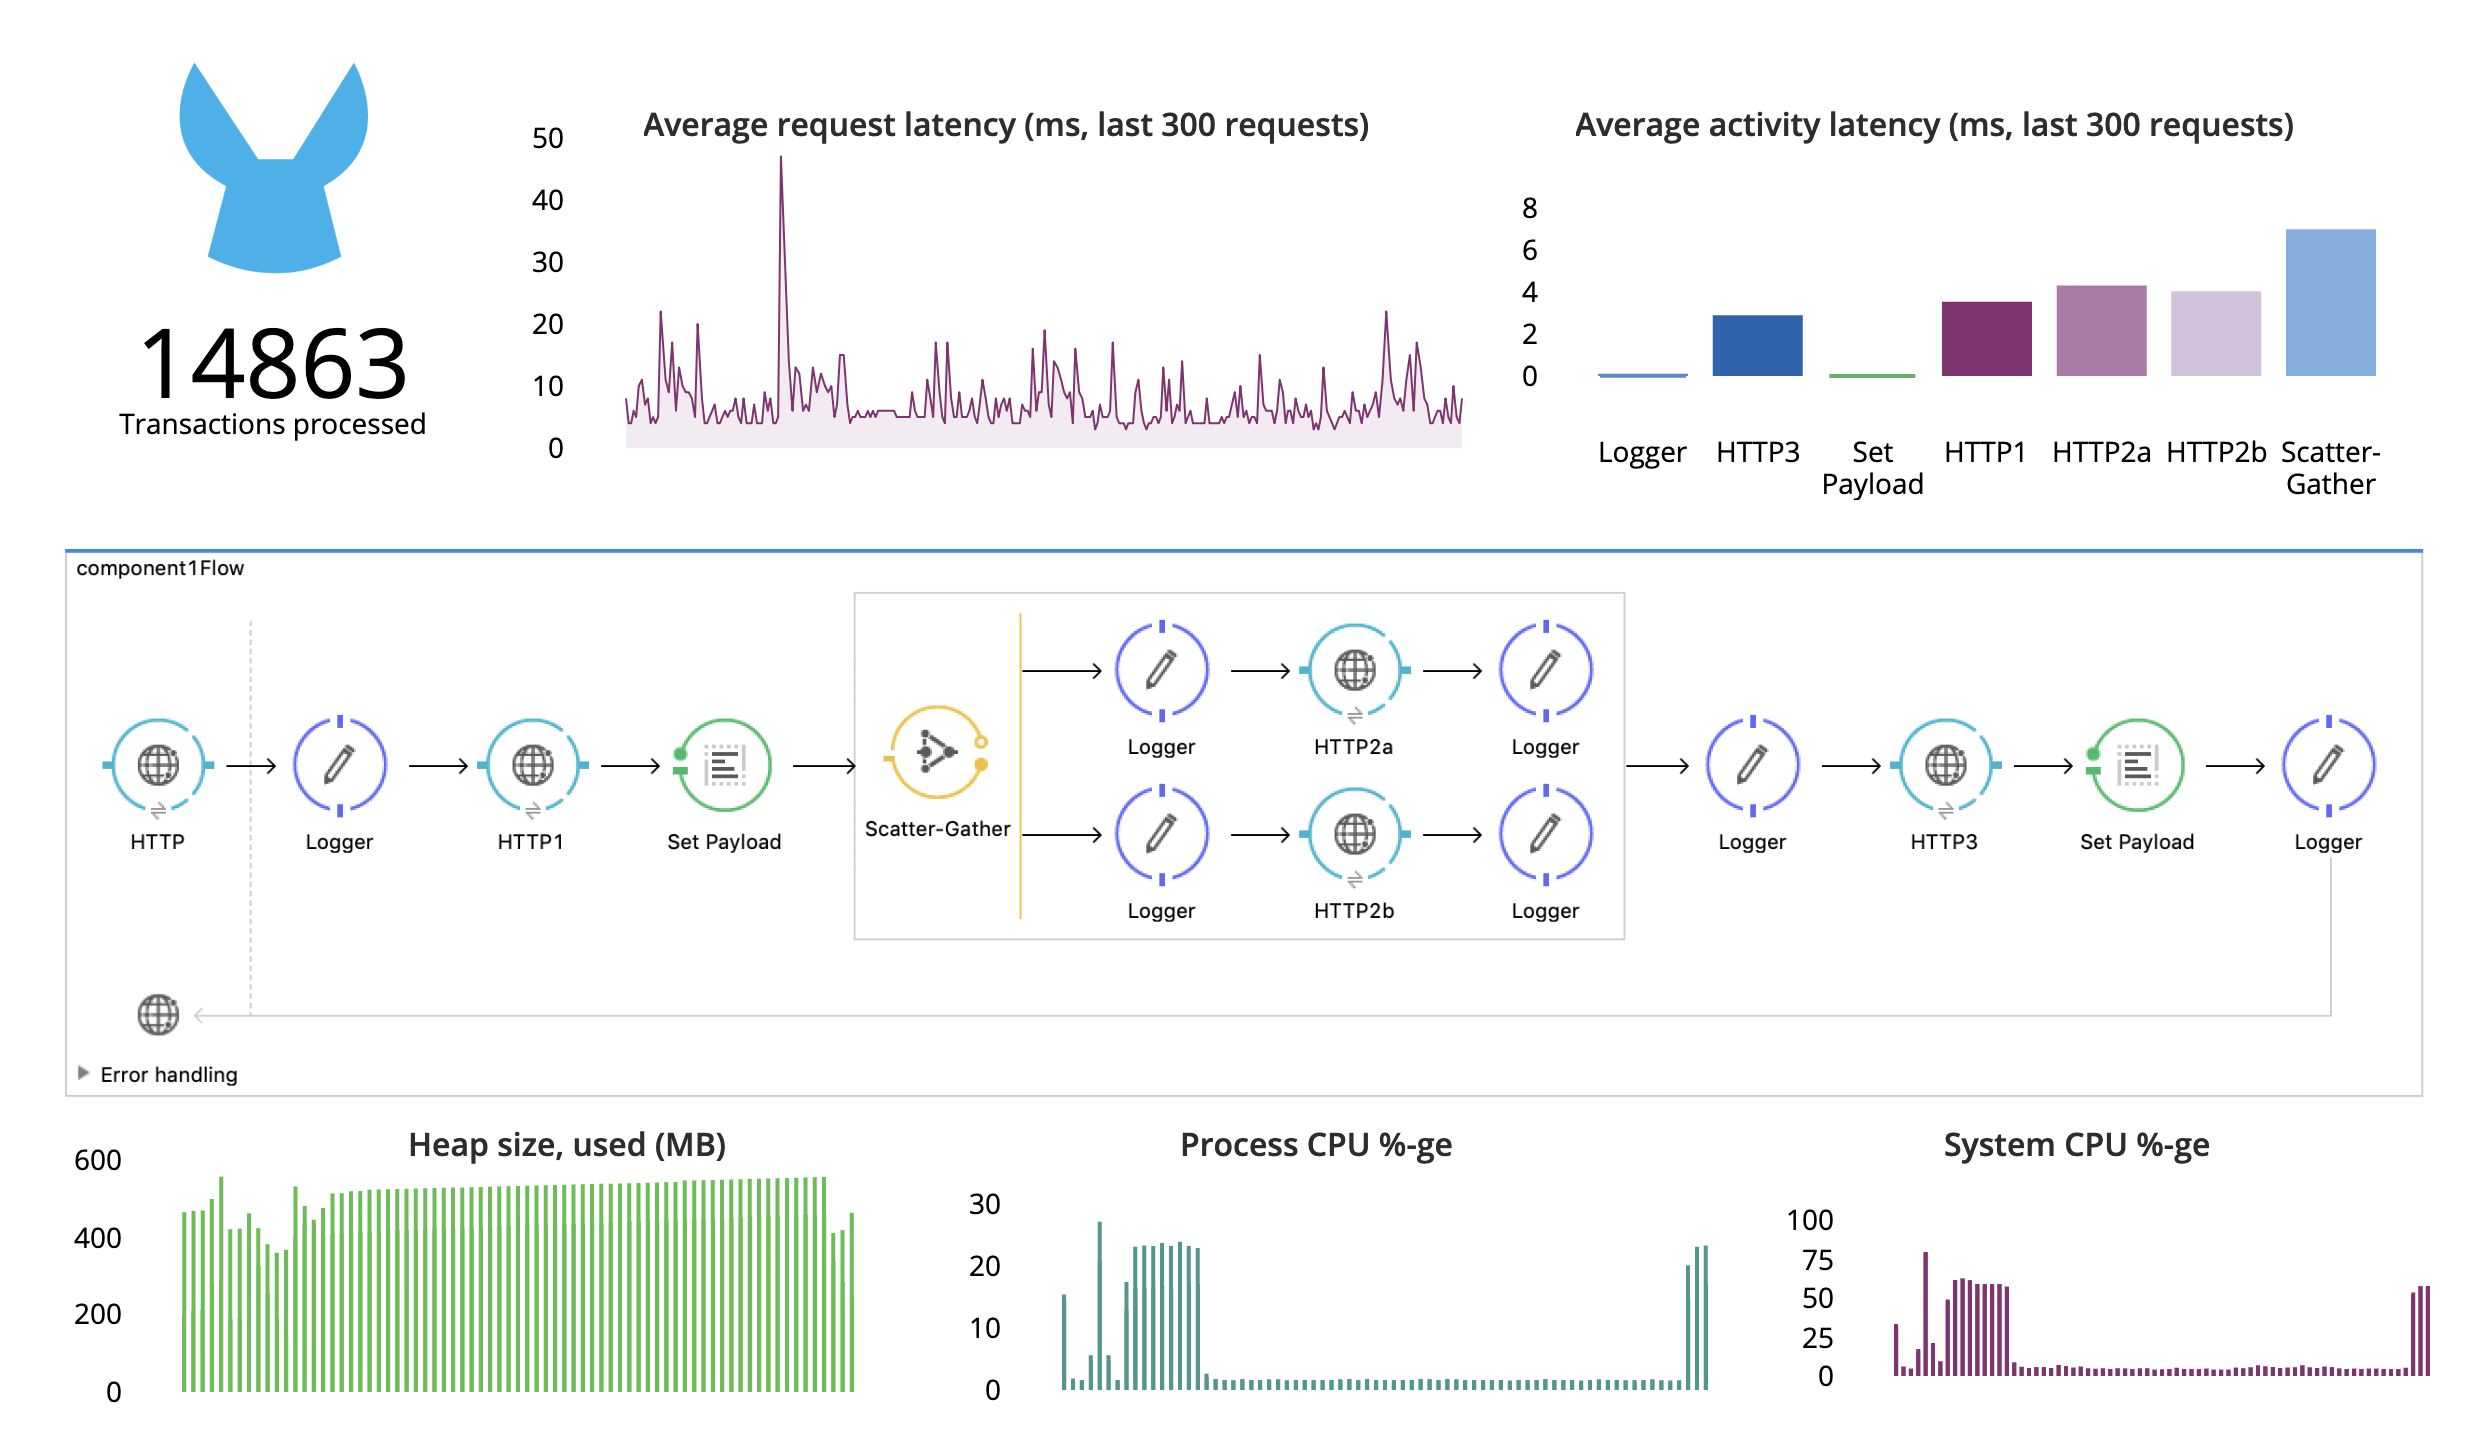 14863
Transactions processed
Average request latency (ms, last 300 requests)
50
40
30
20
10
0
Average activity latency (ms, last 300 requests)
8
6
4
2
0
Logger HTTP3 Set Payload HTTP1 HTTP2a HTTP2b Scatter-Gather
component1Flow
Logger HTTP2a Logger
HTTP Logger HTTP1 Set Payload Scatter-Gather Logger HTTP3 Set Payload Logger
Logger HTTP2b Logger
Error handling
Heap size, used (MB)
600
400
200
0
Process CPU %-ge
30
20
10
0
System CPU %-ge
100
75
50
25
0